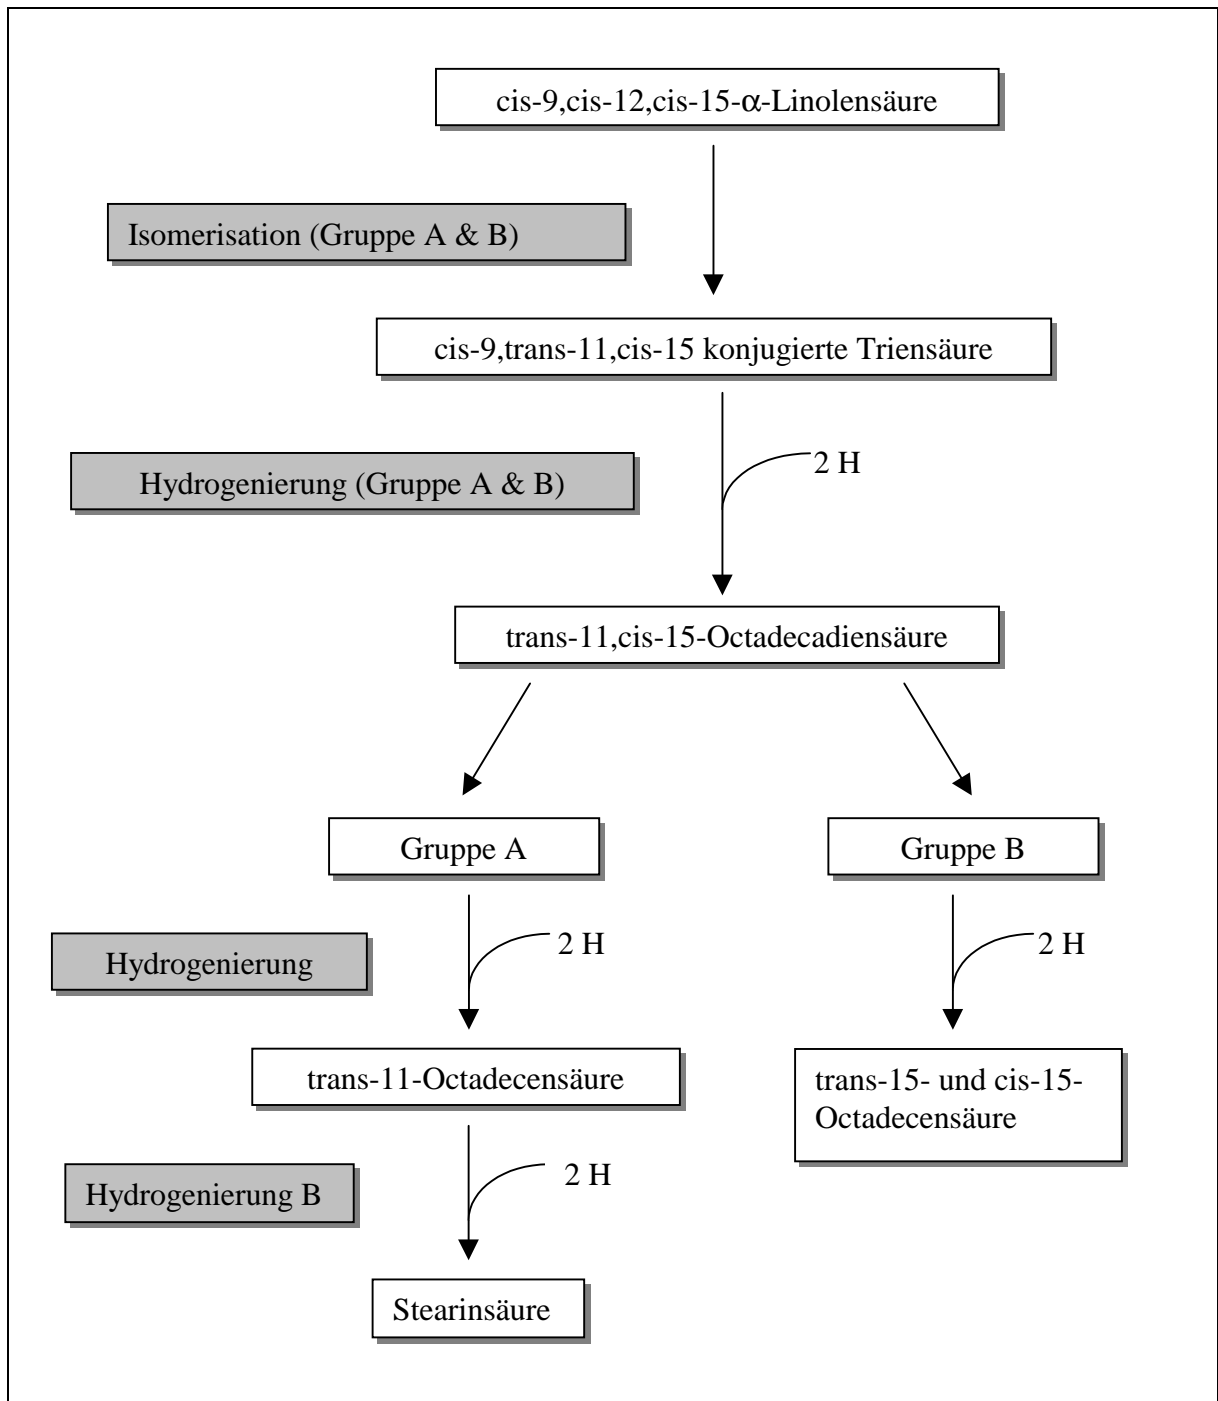 cis-9,cis-12,cis-15-α-Linolensäure
Isomerisation (Gruppe A & B)
cis-9,trans-11,cis-15 konjugierte Triensäure
2 H
Hydrogenierung (Gruppe A & B)
trans-11,cis-15-Octadecadiensäure
Gruppe A
Gruppe B
2 H
2 H
Hydrogenierung
trans-11-Octadecensäure
trans-15- und cis-15-
Octadecensäure
2 H
Hydrogenierung B
Stearinsäure